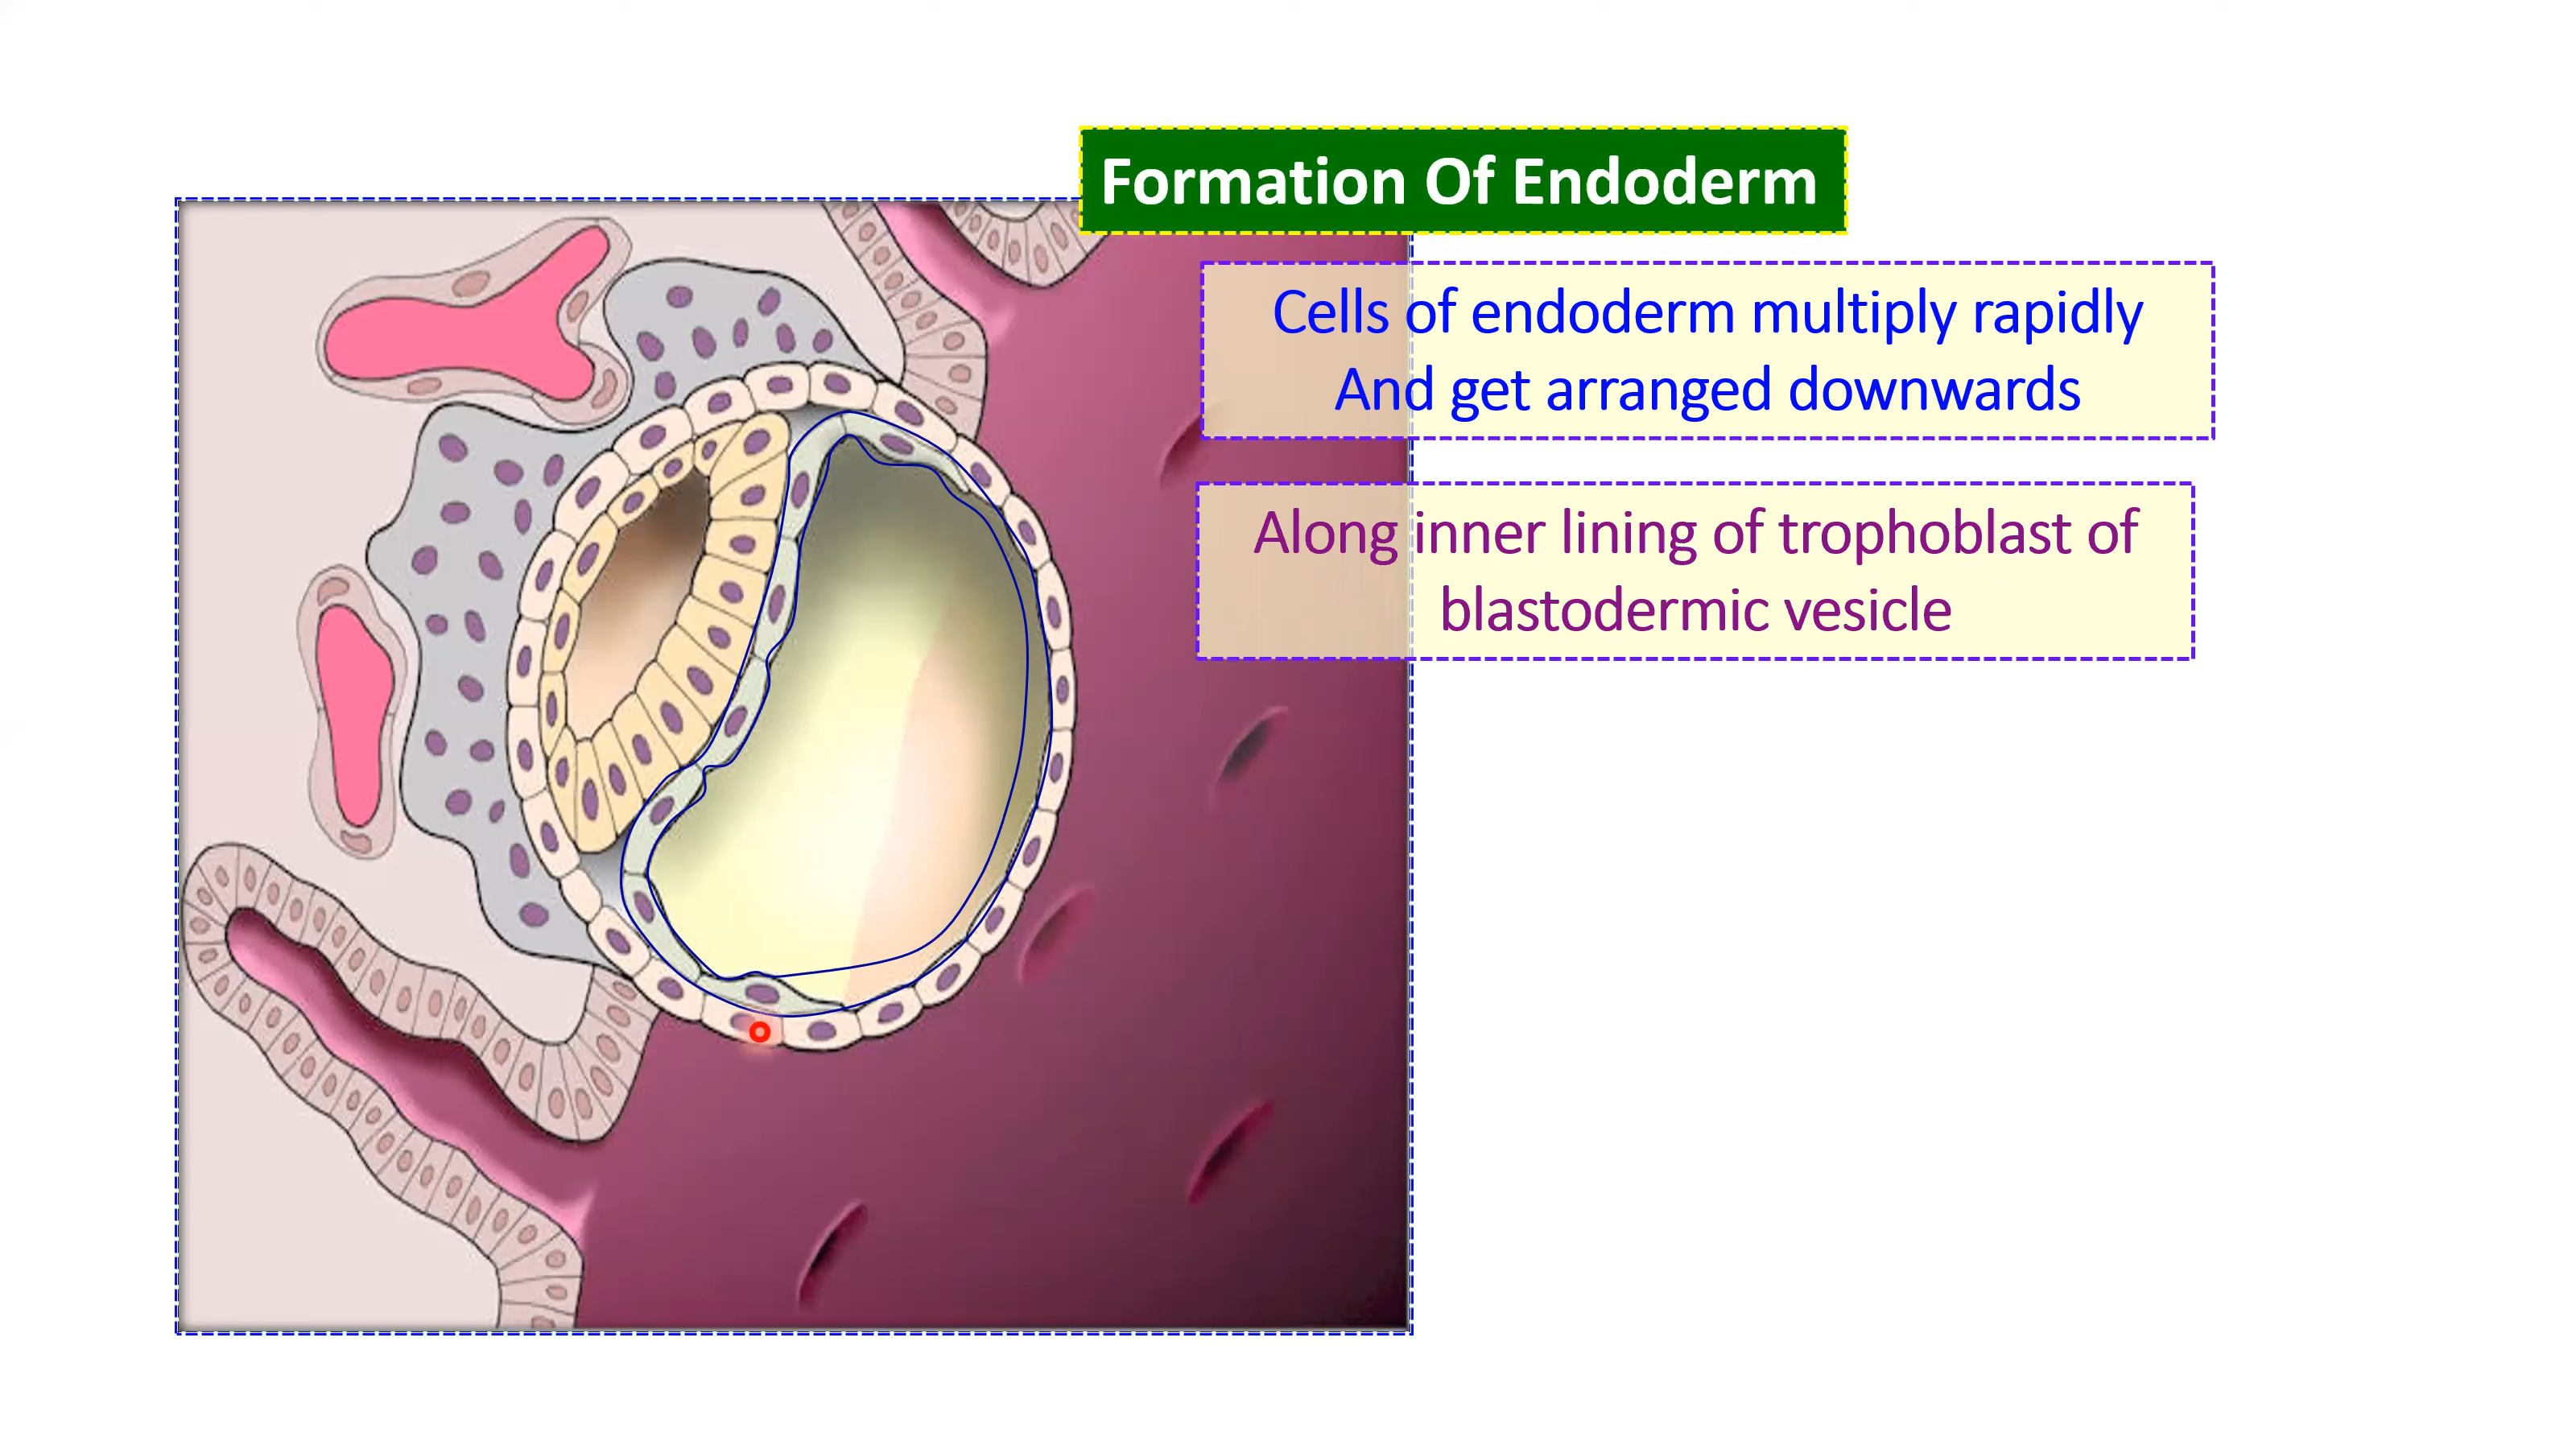 Formation Of Endoderm
Cells of endoderm multiply rapidly
And get arranged downwards
Along inner lining of trophoblast of
blastodermic vesicle